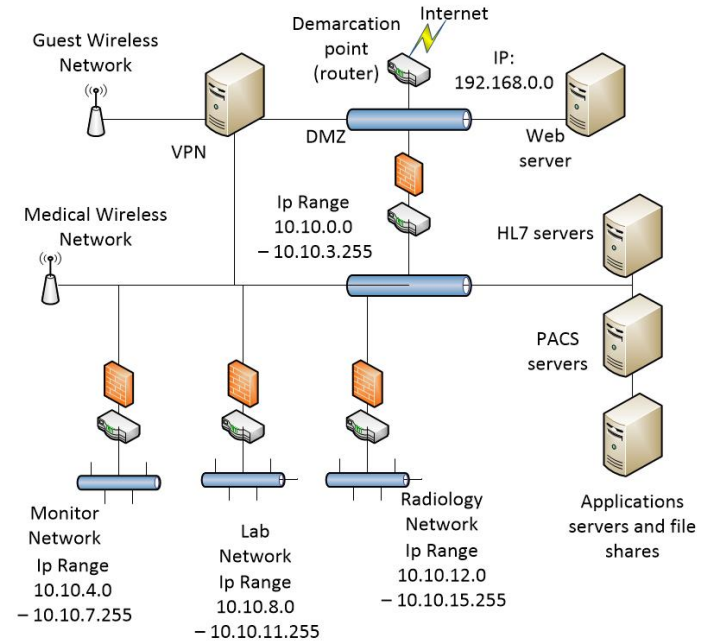 Internet
Demarcation
point
(router)
Guest Wireless
Network
IP:
192.168.0.0
VPN
DMZ
Web
server
Ip Range
10.10.0.0
– 10.10.3.255
Medical Wireless
Network
HL7 servers
PACS
servers
Applications
servers and file
shares
Monitor
Network
Ip Range
10.10.4.0
– 10.10.7.255
Lab
Network
Ip Range
10.10.8.0
– 10.10.11.255
Radiology
Network
Ip Range
10.10.12.0
– 10.10.15.255